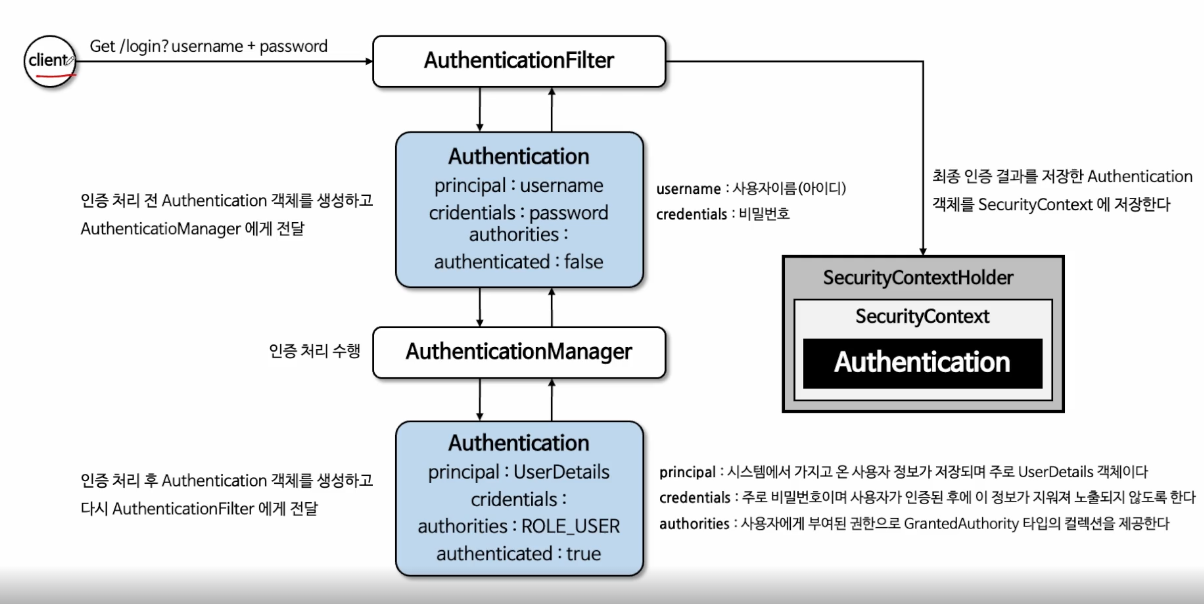 client
Get /login? username + password
AuthenticationFilter
Authentication
principal : username
cridentials : password
authorities :
authenticated : false
인증 처리 전 Authentication 객체를 생성하고
AuthenticatioManager 에게 전달
username : 사용자이름(아이디)
credentials : 비밀번호
최종 인증 결과를 저장한 Authentication
객체를 SecurityContext 에 저장한다
SecurityContextHolder
SecurityContext
Authentication
인증 처리 수행
AuthenticationManager
Authentication
principal : UserDetails
cridentials :
authorities : ROLE_USER
authenticated : true
인증 처리 후 Authentication 객체를 생성하고
다시 AuthenticationFilter 에게 전달
principal : 시스템에서 가지고 온 사용자 정보가 저장되며 주로 UserDetails 객체이다
credentials : 주로 비밀번호이며 사용자가 인증된 후에 이 정보가 지워져 노출되지 않도록 한다
authorities : 사용자에게 부여된 권한으로 GrantedAuthority 타입의 컬렉션을 제공한다